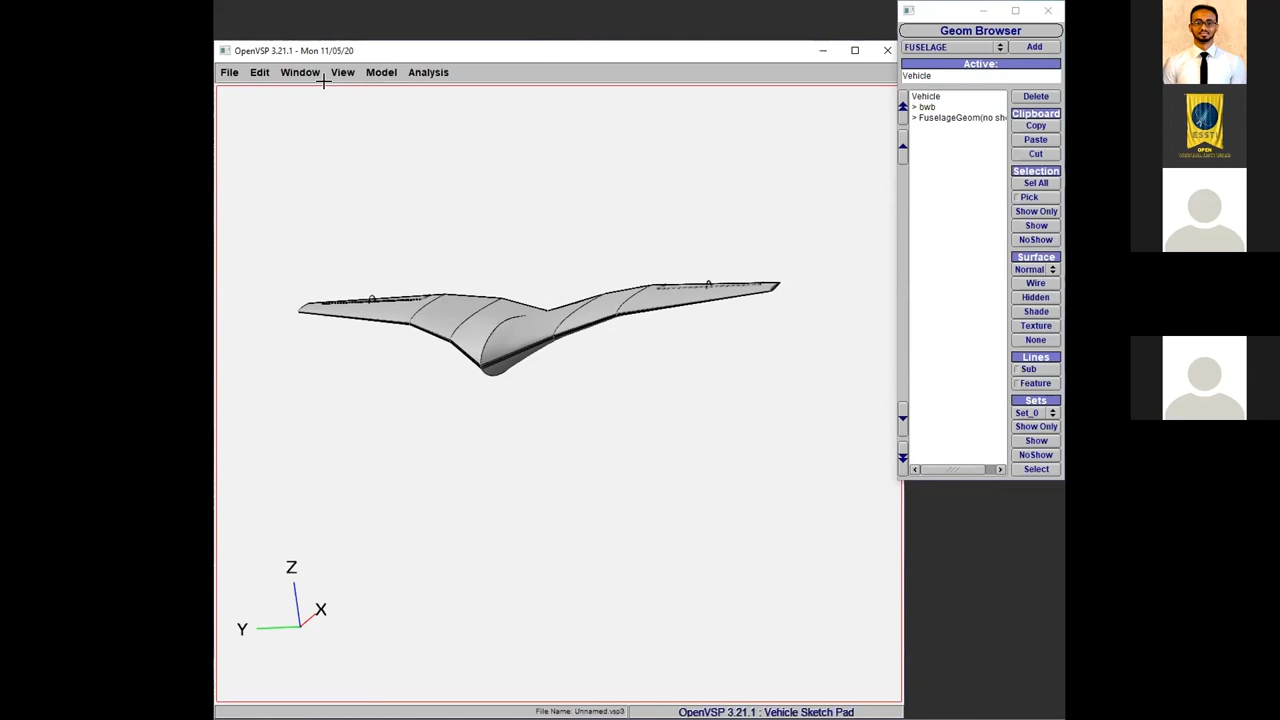 OpenVSP 3.21.1 - Mon 11/05/20
File Edit Window View Model Analysis
Z
X
Y
File Name: Unnamed.vsp3
OpenVSP 3.21.1 : Vehicle Sketch Pad
Geom Browser
FUSELAGE
Add
Active:
Vehicle
Vehicle
> bwb
> FuselageGeom(no sh
Delete
Clipboard
Copy
Paste
Cut
Selection
Sel All
Pick
Show Only
Show
NoShow
Surface
Normal
Wire
Hidden
Shade
Texture
None
Lines
Sub
Feature
Sets
Set_0
Show Only
Show
NoShow
Select
ESSTI
OPEN